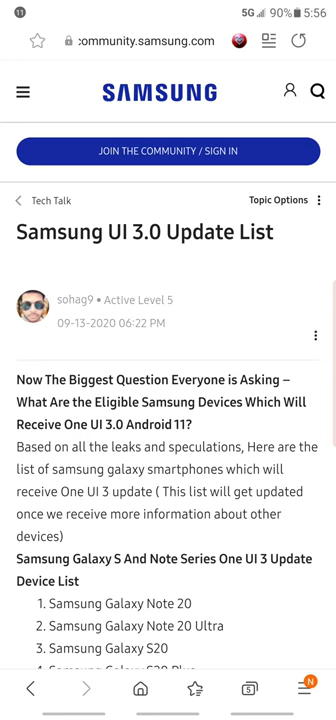 11
5G 90% 5:56
:ommunity.samsung.com
SAMSUNG
JOIN THE COMMUNITY / SIGN IN
Tech Talk
Topic Options
Samsung UI 3.0 Update List
sohag9 • Active Level 5
09-13-2020 06:22 PM
Now The Biggest Question Everyone is Asking –
What Are the Eligible Samsung Devices Which Will
Receive One UI 3.0 Android 11?
Based on all the leaks and speculations, Here are the
list of samsung galaxy smartphones which will
receive One UI 3 update ( This list will get updated
once we receive more information about other
devices)
Samsung Galaxy S And Note Series One UI 3 Update
Device List
1. Samsung Galaxy Note 20
2. Samsung Galaxy Note 20 Ultra
3. Samsung Galaxy S20
4. Samsung Galaxy S20 Plus
5
N